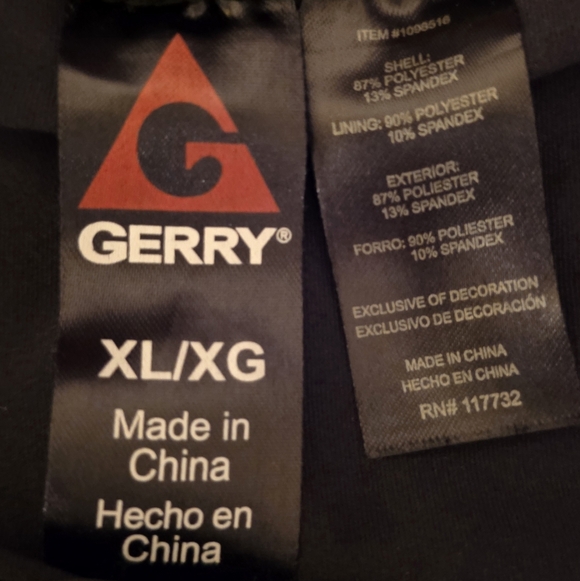 GERRY®
XL/XG
Made in
China
Hecho en
China
ITEM #1098516
SHELL:
87% POLYESTER
13% SPANDEX
LINING: 90% POLYESTER
10% SPANDEX
EXTERIOR:
87% POLIESTER
13% SPANDEX
FORRO: 90% POLIESTER
10% SPANDEX
EXCLUSIVE OF DECORATION
EXCLUSIVO DE DECORACIÓN
MADE IN CHINA
HECHO EN CHINA
RN# 117732